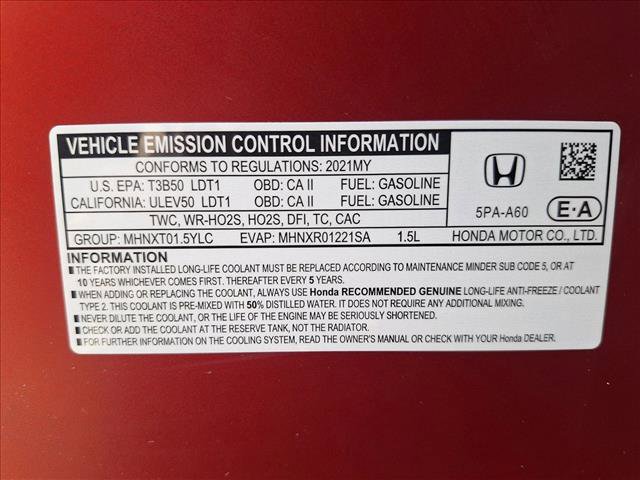 VEHICLE EMISSION CONTROL INFORMATION
CONFORMS TO REGULATIONS: 2021MY
U.S. EPA: T3B50 LDT1 OBD: CA II FUEL: GASOLINE
CALIFORNIA: ULEV50 LDT1 OBD: CA II FUEL: GASOLINE
TWC, WR-HO2S, HO2S, DFI, TC, CAC
GROUP: MHNXT01.5YLC EVAP: MHNXR01221SA 1.5L
5PA-A60 E·A
HONDA MOTOR CO., LTD.
INFORMATION
■ THE FACTORY INSTALLED LONG-LIFE COOLANT MUST BE REPLACED ACCORDING TO MAINTENANCE MINDER SUB CODE 5, OR AT
10 YEARS WHICHEVER COMES FIRST. THEREAFTER EVERY 5 YEARS.
■ WHEN ADDING OR REPLACING THE COOLANT, ALWAYS USE Honda RECOMMENDED GENUINE LONG-LIFE ANTI-FREEZE / COOLANT
TYPE 2. THIS COOLANT IS PRE-MIXED WITH 50% DISTILLED WATER. IT DOES NOT REQUIRE ANY ADDITIONAL MIXING.
■ NEVER DILUTE THE COOLANT, OR THE LIFE OF THE ENGINE MAY BE SERIOUSLY SHORTENED.
■ CHECK OR ADD THE COOLANT AT THE RESERVE TANK, NOT THE RADIATOR.
■ FOR FURTHER INFORMATION ON THE COOLING SYSTEM, READ THE OWNER'S MANUAL OR CHECK WITH YOUR Honda DEALER.